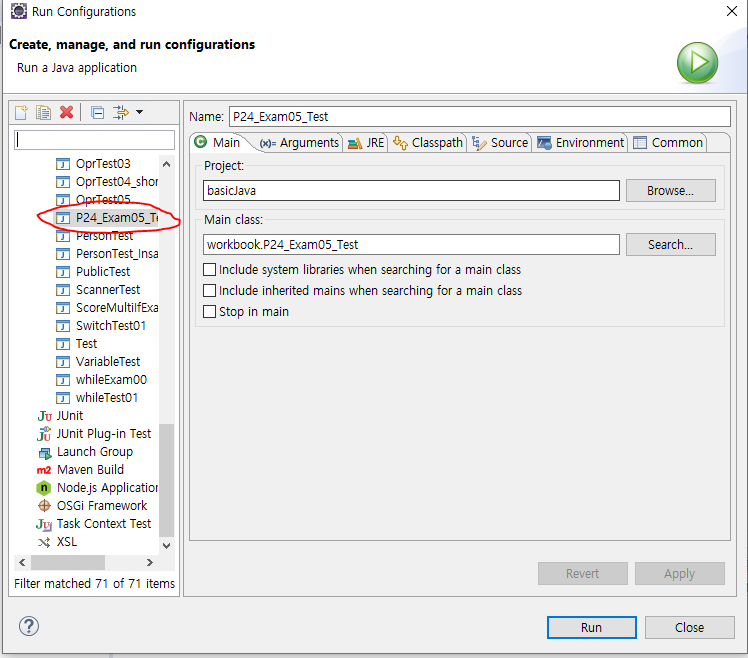 Run Configurations
Create, manage, and run configurations
Run a Java application
Name: P24_Exam05_Test
OprTest03
OprTest04_shor
OprTest05
P24_Exam05_Te
PersonTest
PersonTest_Insa
PublicTest
ScannerTest
ScoreMultiIfExa
SwitchTest01
Test
VariableTest
whileExam00
whileTest01
JUnit
JUnit Plug-in Test
Launch Group
m2 Maven Build
Node.js Application
OSGi Framework
Task Context Test
XSL
Filter matched 71 of 71 items
Main (x)= Arguments JRE Classpath Source Environment Common
Project:
basicJava Browse...
Main class:
workbook.P24_Exam05_Test Search...
Include system libraries when searching for a main class
Include inherited mains when searching for a main class
Stop in main
Revert Apply
Run Close